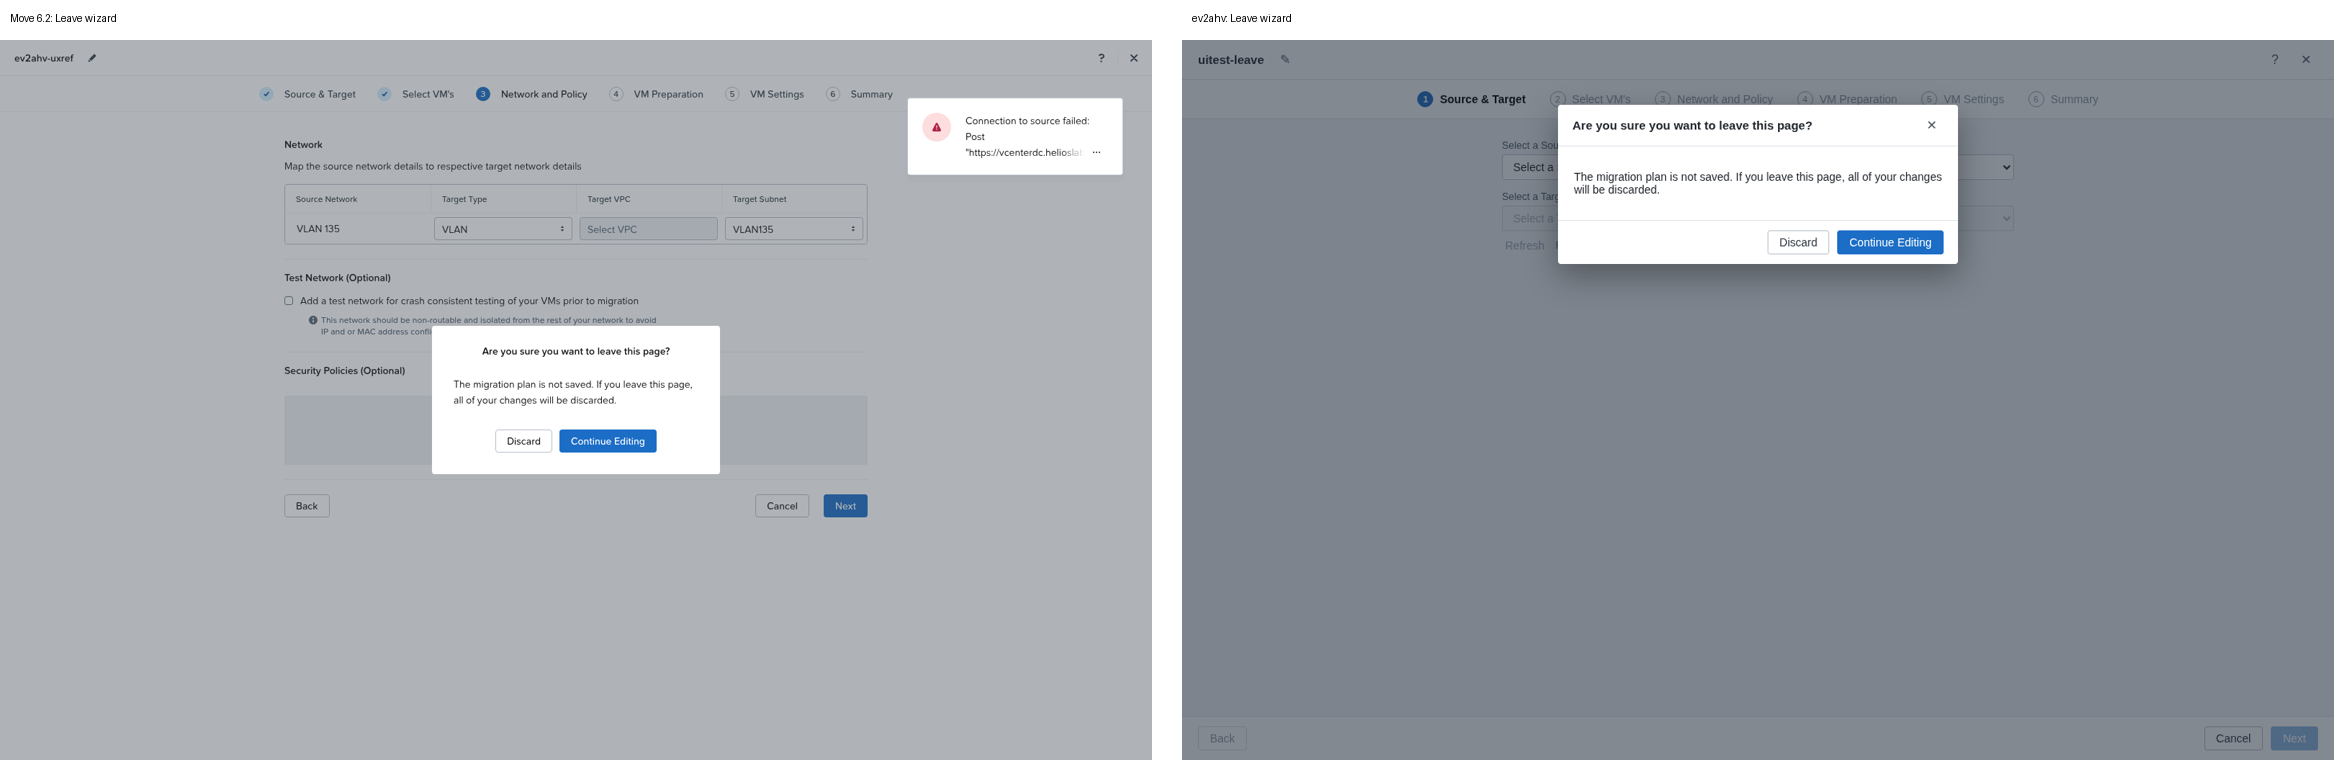 Move 6.2: Leave wizard
ev2ahv-uxref
?
Source & Target
Select VM's
3 Network and Policy
4 VM Preparation
5 VM Settings
6 Summary
Connection to source failed:
Post
"https://vcenterdc.heliosla
...
Network
Map the source network details to respective target network details
Source Network Target Type Target VPC Target Subnet
VLAN 135 VLAN Select VPC VLAN135
Test Network (Optional)
Add a test network for crash consistent testing of your VMs prior to migration
This network should be non-routable and isolated from the rest of your network to avoid
IP and or MAC address
Security Policies (Optional)
Are you sure you want to leave this page?
The migration plan is not saved. If you leave this page,
all of your changes will be discarded.
Discard Continue Editing
Back Cancel Next
ev2ahv: Leave wizard
uitest-leave
?
1 Source & Target
2 Select VM's
3 Network and Policy
4 VM Preparation
5 VM Settings
6 Summary
Are you sure you want to leave this page?
Select a
Select a
The migration plan is not saved. If you leave this page, all of your changes
will be discarded.
Select a
Select a
Refresh
Discard Continue Editing
Back Cancel Next